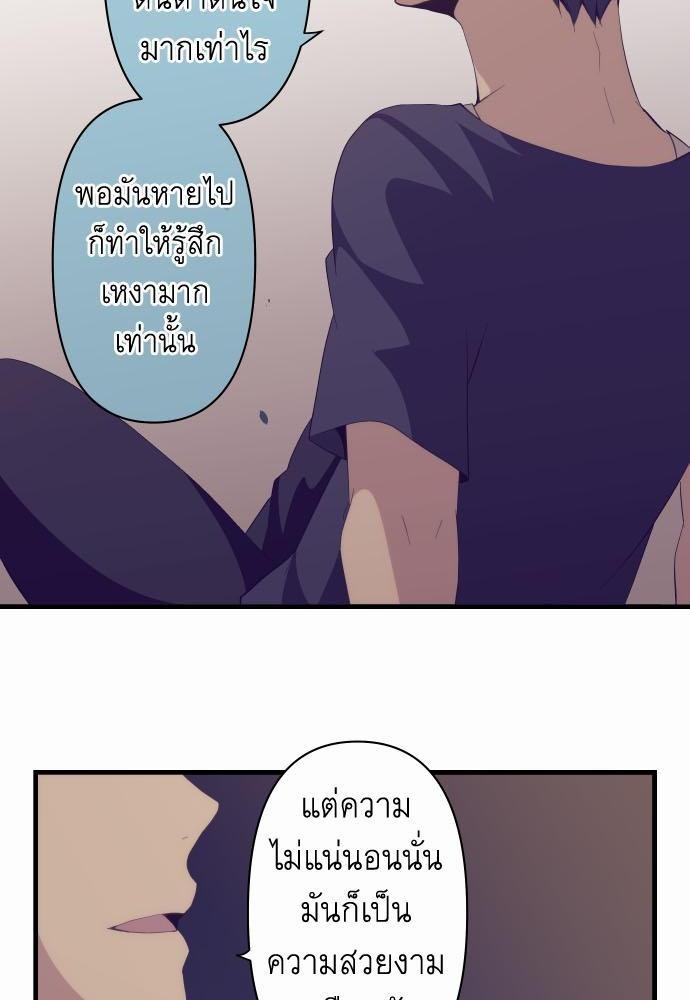 มากเท่าไร
พอมันหายไป
ก็ทำให้รู้สึก
เหงามาก
เท่านั้น
แต่ความ
ไม่แน่นอนนั่น
มันก็เป็น
ความสวยงาม